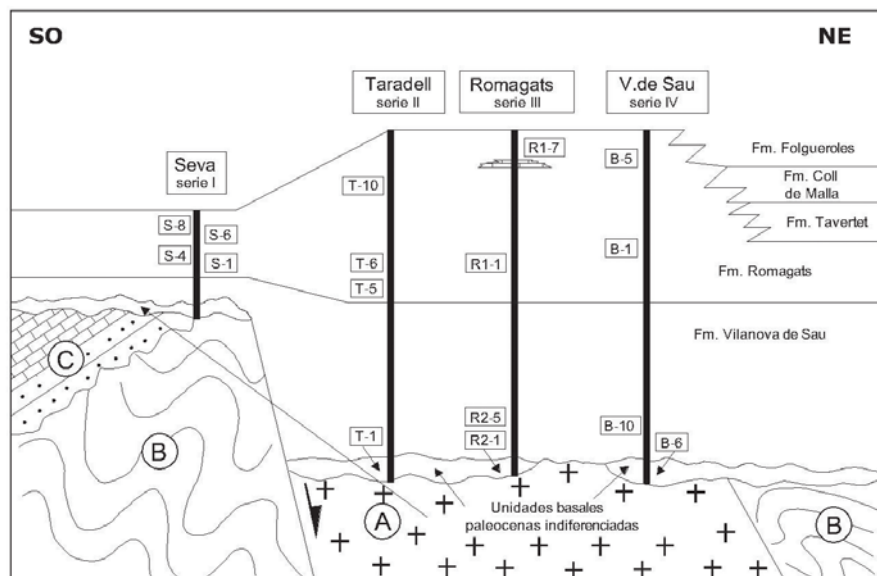 SO
NE
Taradell
serie II
Romagats
serie III
V.de Sau
serie IV
Seva
serie I
R1-7
B-5
T-10
Fm. Folgueroles
Fm. Coll
de Malla
Fm. Tavertet
S-8
S-6
S-4
S-1
T-6
T-5
R1-1
B-1
Fm. Romagats
Fm. Vilanova de Sau
C
B
T-1
R2-5
R2-1
B-10
B-6
A
Unidades basales
paleocenas indiferenciadas
B